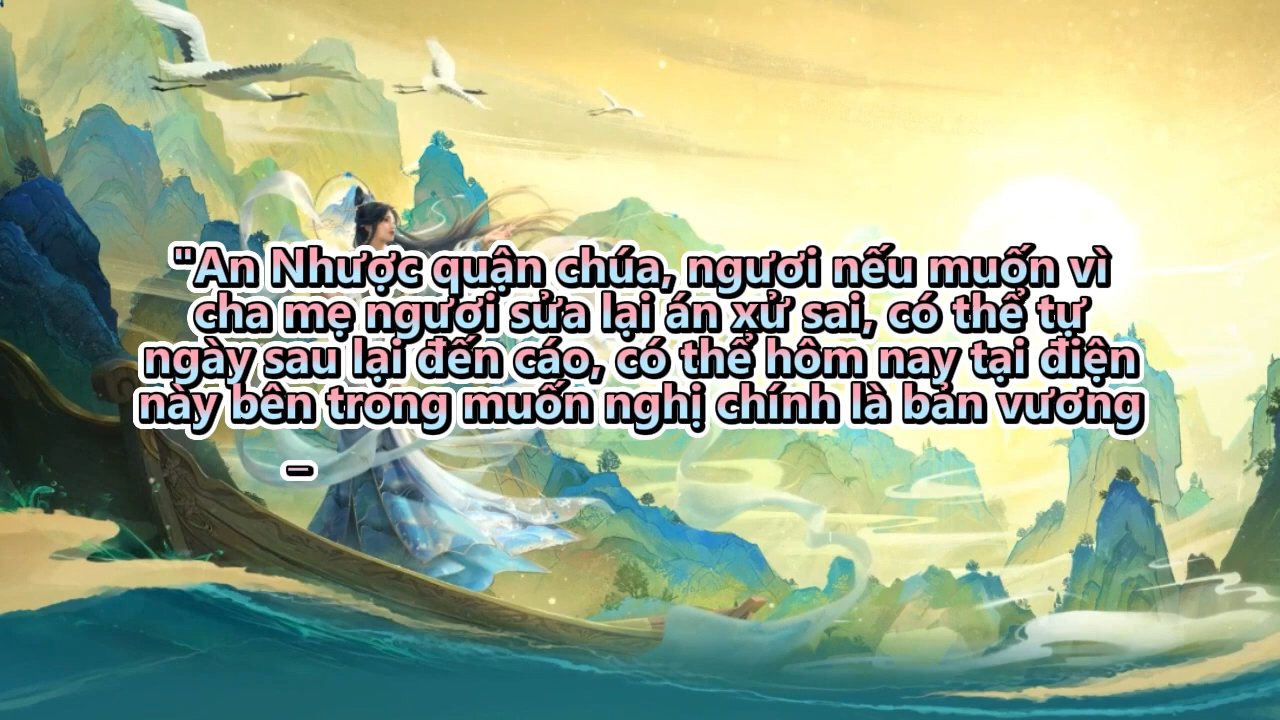 "An Nhược quận chúa, ngươi nếu muốn vì
cha mẹ ngươi sửa lại án xử sai, có thể tự
ngày sau lại đến cáo, có thể hôm nay tại điện
này bên trong muốn nghị chính là bản vương
–